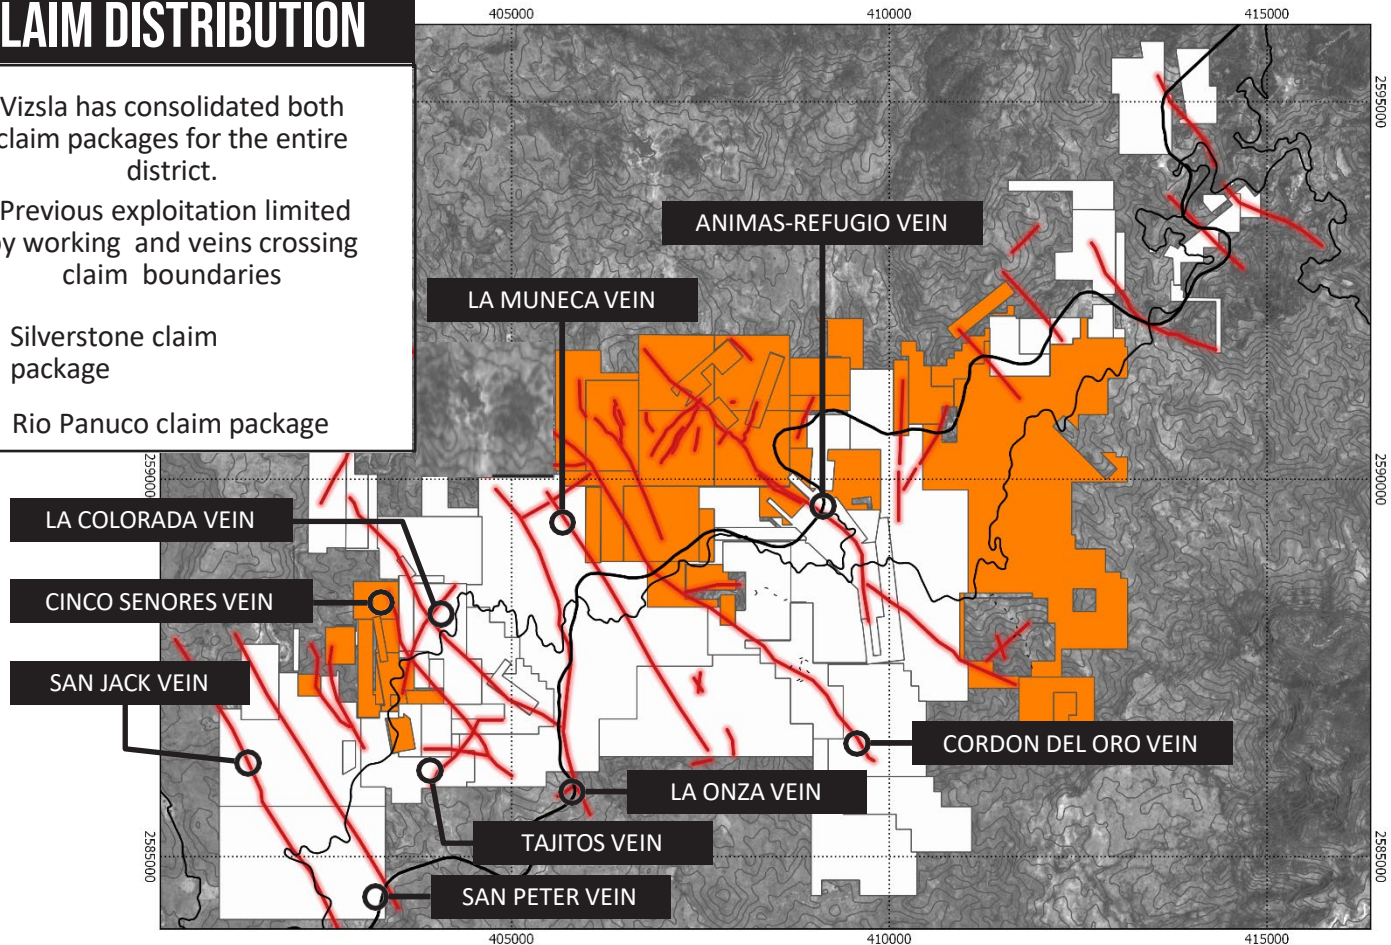 LAIM DISTRIBUTION
Vizsla has consolidated both
claim packages for the entire
district.
Previous exploitation limited
by working and veins crossing
claim boundaries
Silverstone claim
package
Rio Panuco claim package
405000
410000
415000
2595000
ANIMAS-REFUGIO VEIN
LA MUNECA VEIN
2590000
2590000
LA COLORADA VEIN
CINCO SENORES VEIN
SAN JACK VEIN
CORDON DEL ORO VEIN
LA ONZA VEIN
TAJITOS VEIN
SAN PETER VEIN
2585000
2585000
405000
410000
415000